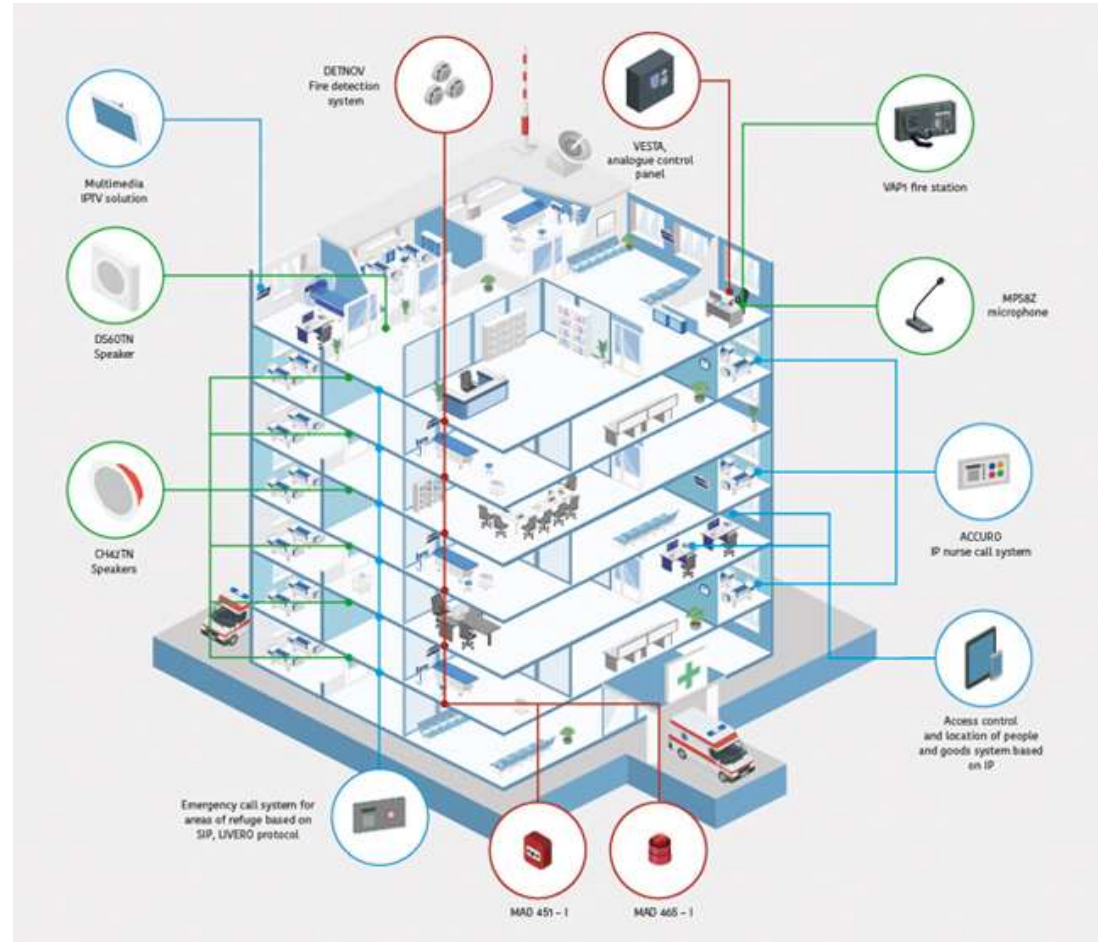 DETNOV
Fire detection
system
VESTA,
analogue control
panel
VAP1 fire station
Multimedia
IPTV solution
DS60TN
Speaker
MPS8Z
microphone
CH42TN
Speakers
ACCURO
IP nurse call system
Access control
and location of people
and goods system based
on IP
Emergency call system for
areas of refuge based on
SIP, LIVERO protocol
MAD 451 – I
MAD 465 – I